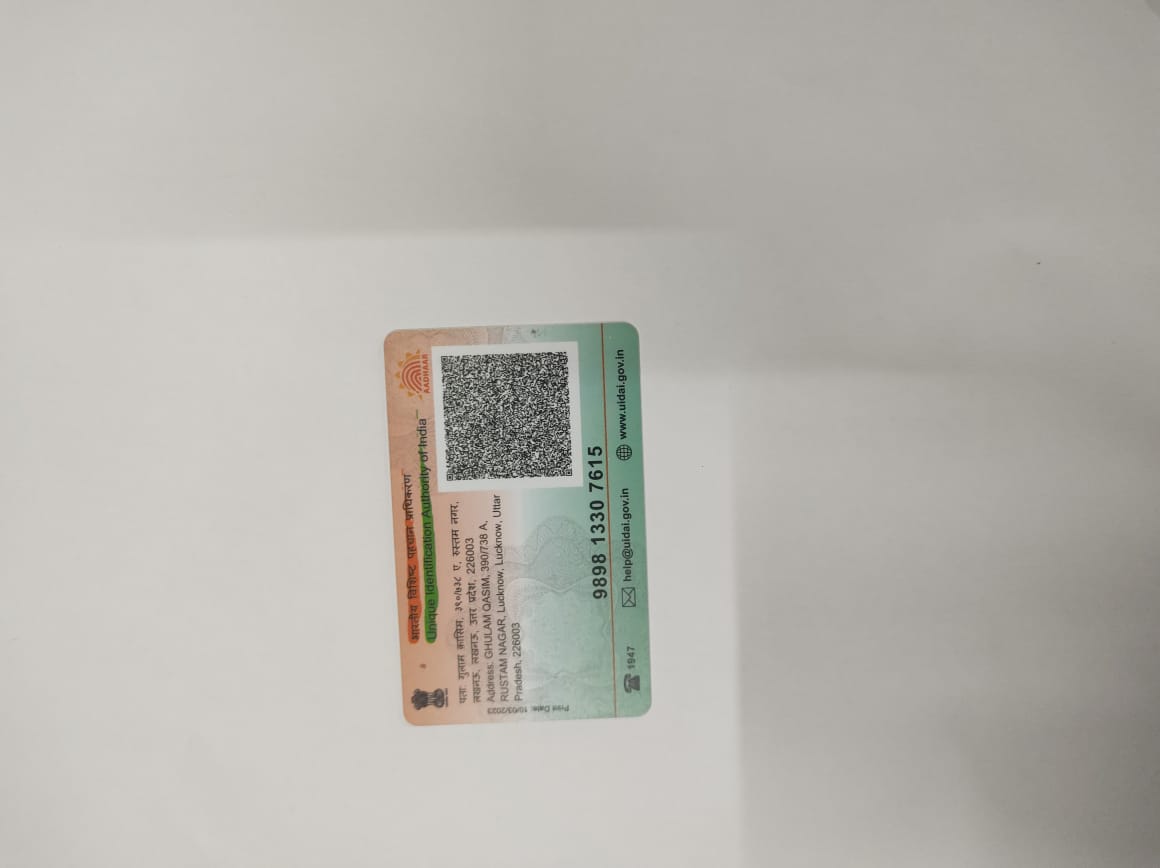 भारतीय विशिष्ट पहचान प्राधिकरण
Unique Identification Authority of India
AADHAAR
पता: गुलाम क़ासिम, ३९०/७३८ ए, रुस्तम नगर,
लखनऊ, लखनऊ, उत्तर प्रदेश, 226003
Address: GHULAM QASIM, 390/738 A,
RUSTAM NAGAR, Lucknow, Lucknow, Uttar
Pradesh, 226003
Print Date: 10/03/2023
9898 1330 7615
1947
help@uidai.gov.in
www.uidai.gov.in